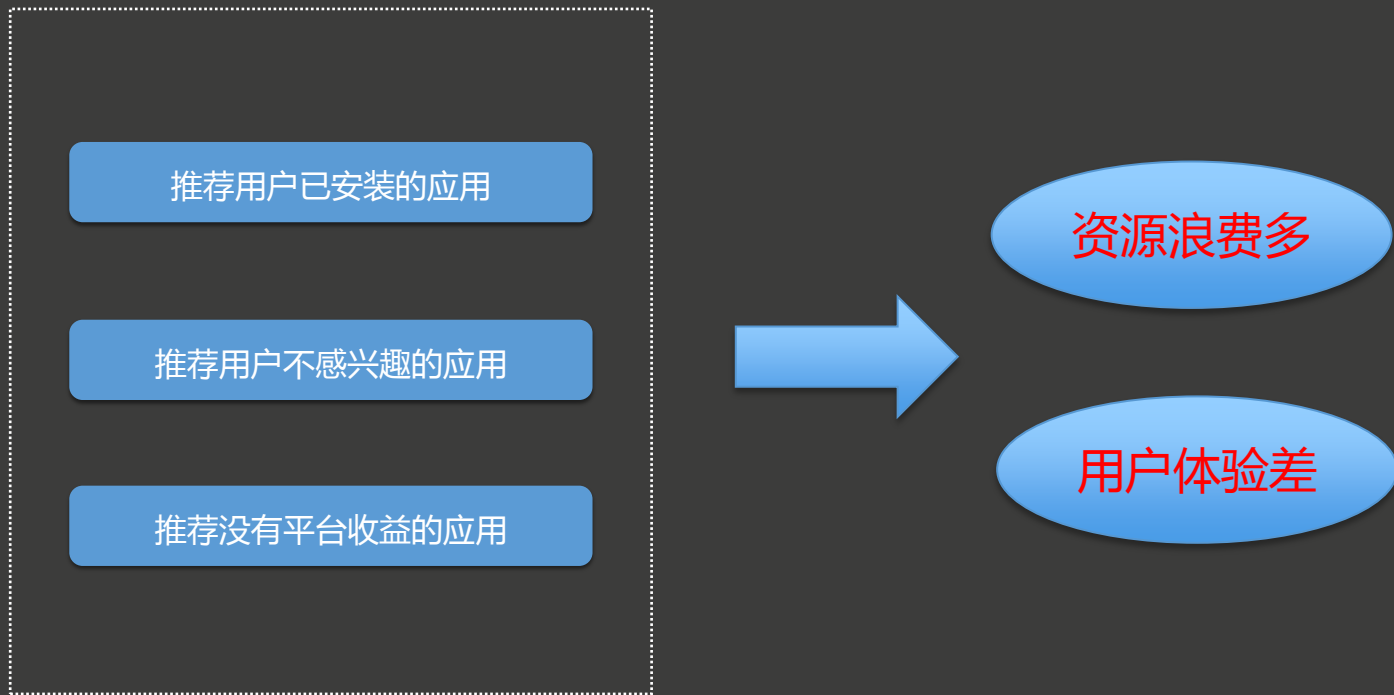 推荐用户已安装的应用
推荐用户不感兴趣的应用
推荐没有平台收益的应用
资源浪费多
用户体验差